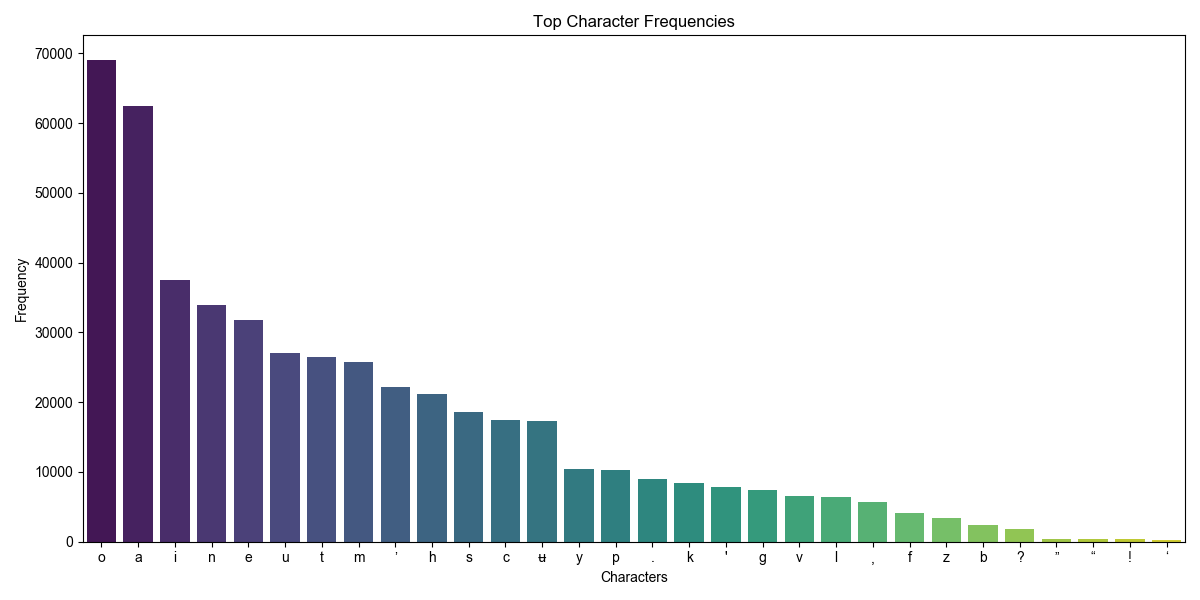 Top Character Frequencies
Frequency
70000
60000
50000
40000
30000
20000
10000
0
o a i n e u t m ’ h s c ʉ y p . k ' g v l , f z b ? ” “ ! ‘
Characters